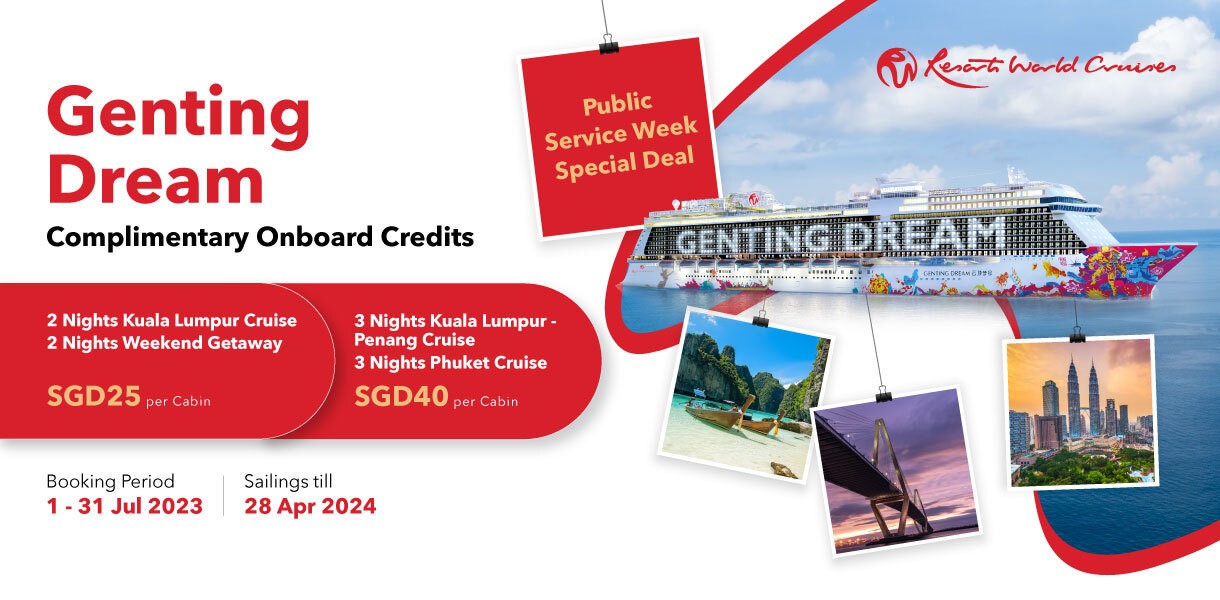 Genting
Dream
Complimentary Onboard Credits
2 Nights Kuala Lumpur Cruise
2 Nights Weekend Getaway
SGD25 per Cabin
3 Nights Kuala Lumpur -
Penang Cruise
3 Nights Phuket Cruise
SGD40 per Cabin
Booking Period
1 - 31 Jul 2023
Sailings till
28 Apr 2024
Public
Service Week
Special Deal
Resorts World Cruises
GENTING DREAM
GENTING DREAM